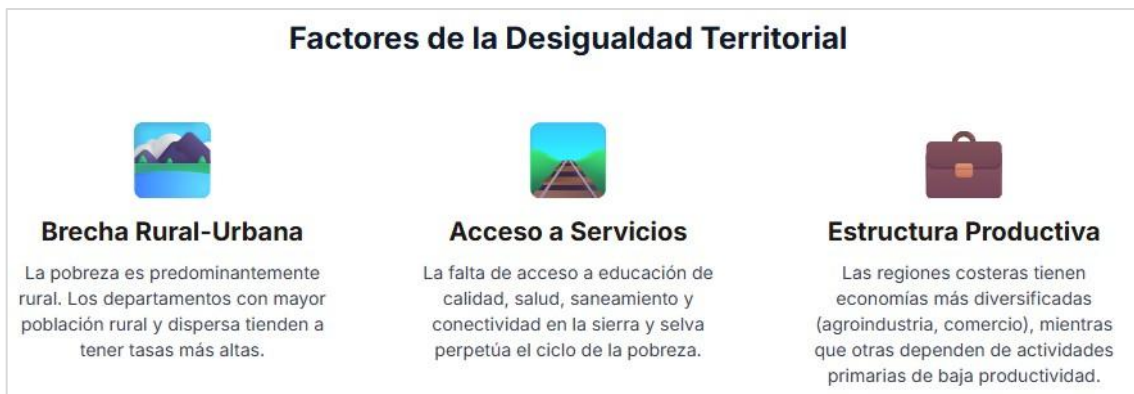 Factores de la Desigualdad Territorial
Brecha Rural-Urbana
La pobreza es predominantemente
rural. Los departamentos con mayor
población rural y dispersa tienden a
tener tasas más altas.
Acceso a Servicios
La falta de acceso a educación de
calidad, salud, saneamiento y
conectividad en la sierra y selva
perpetúa el ciclo de la pobreza.
Estructura Productiva
Las regiones costeras tienen
economías más diversificadas
(agroindustria, comercio), mientras
que otras dependen de actividades
primarias de baja productividad.